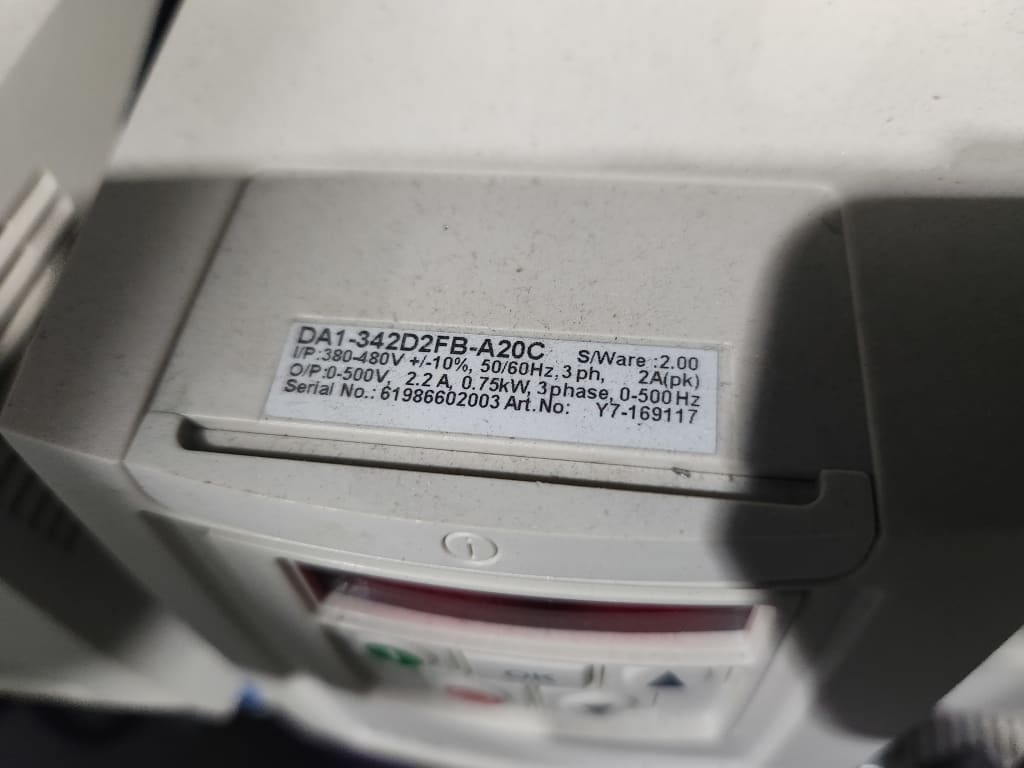 DA1-342D2FB-A20C S/Ware :2.00
I/P:380-480V +/-10%, 50/60Hz,3 ph, 2A(pk)
O/P:0-500V, 2.2 A, 0.75kW, 3phase, 0-500 Hz
Serial No.: 61986602003 Art.No: Y7-169117
OK